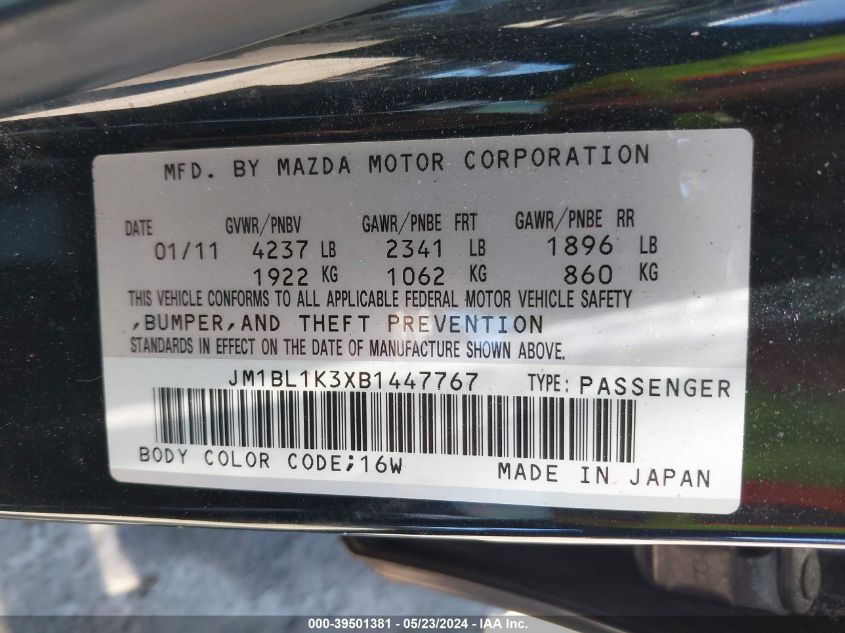 MFD. BY MAZDA MOTOR CORPORATION
DATE GVWR/PNBV GAWR/PNBE FRT GAWR/PNBE RR
01/11 4237 LB 2341 LB 1896 LB
1922 KG 1062 KG 860 KG
THIS VEHICLE CONFORMS TO ALL APPLICABLE FEDERAL MOTOR VEHICLE SAFETY
,BUMPER,AND THEFT PREVENTION
STANDARDS IN EFFECT ON THE DATE OF MANUFACTURE SHOWN ABOVE.
JM1BL1K3XB1447767 TYPE: PASSENGER
BODY COLOR CODE;16W MADE IN JAPAN
000-39501381 - 05/23/2024 - IAA Inc.